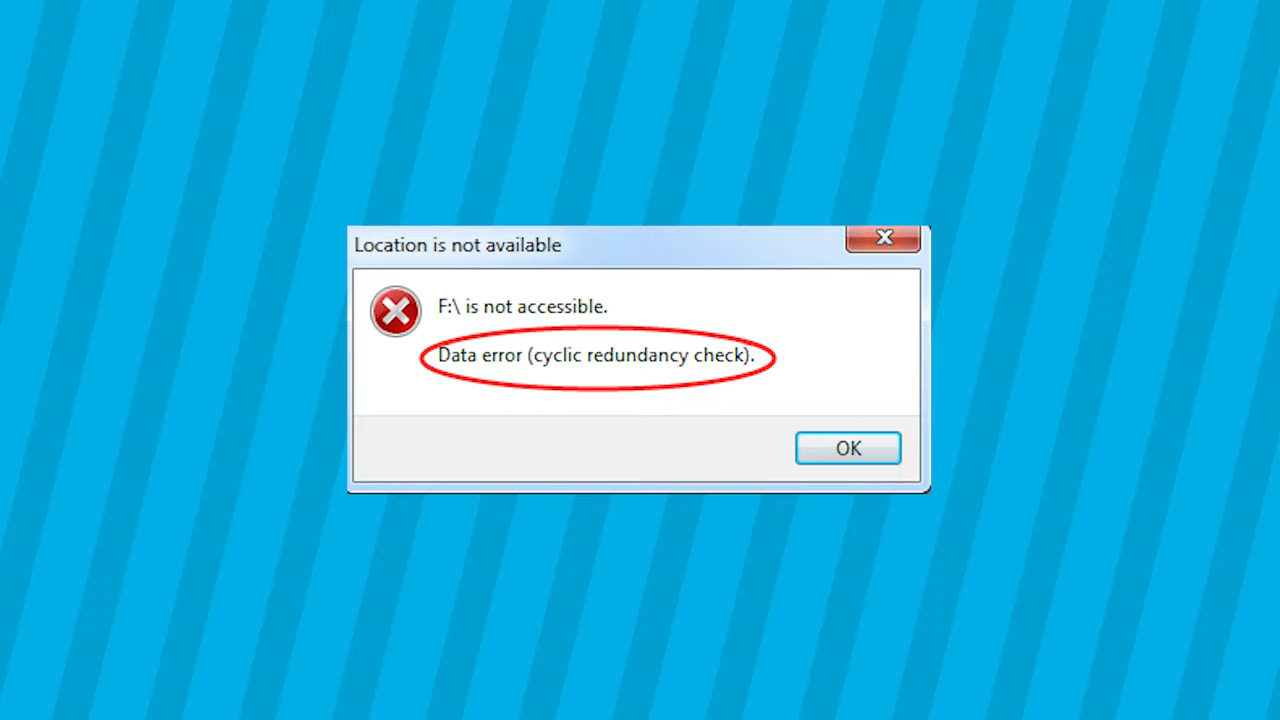 Location is not available
F:\ is not accessible.
Data error (cyclic redundancy check).
OK